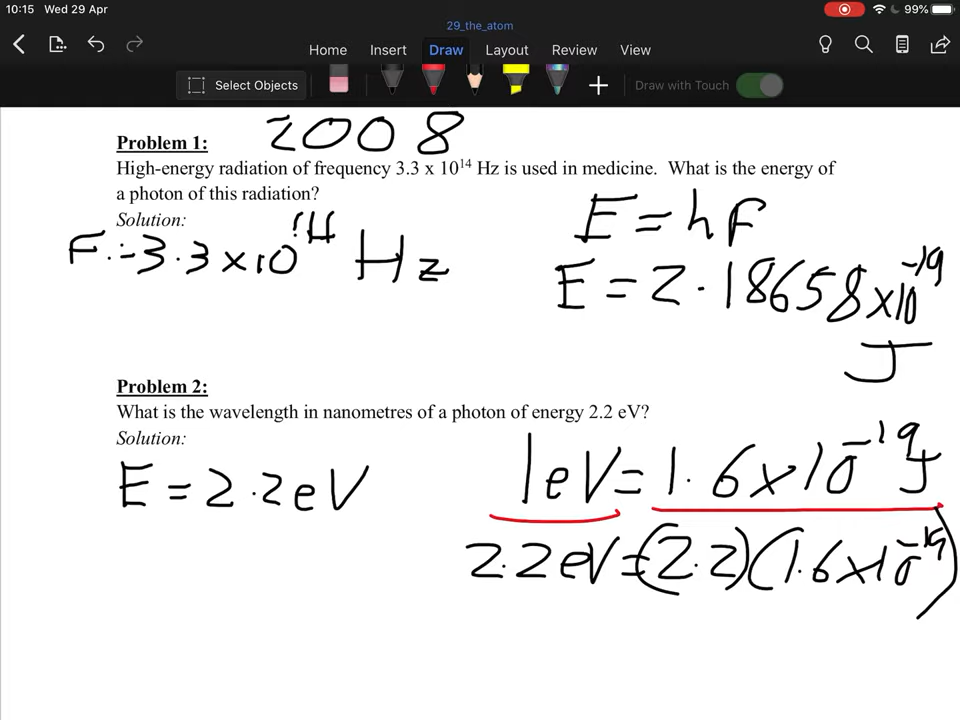 10:15 Wed 29 Apr 99%
29_the_atom
Home Insert Draw Layout Review View
Select Objects Draw with Touch
Problem 1: 2008
High-energy radiation of frequency 3.3 x 10¹⁴ Hz is used in medicine. What is the energy of
a photon of this radiation?
Solution:
F = 3.3 x 10¹⁴ Hz
E = hF
E = 2.18658 x 10⁻¹⁹
J
Problem 2:
What is the wavelength in nanometres of a photon of energy 2.2 eV?
Solution:
E = 2.2eV
1eV = 1.6 x 10⁻¹⁹ J
2.2eV = (2.2)(1.6 x 10⁻¹⁹)